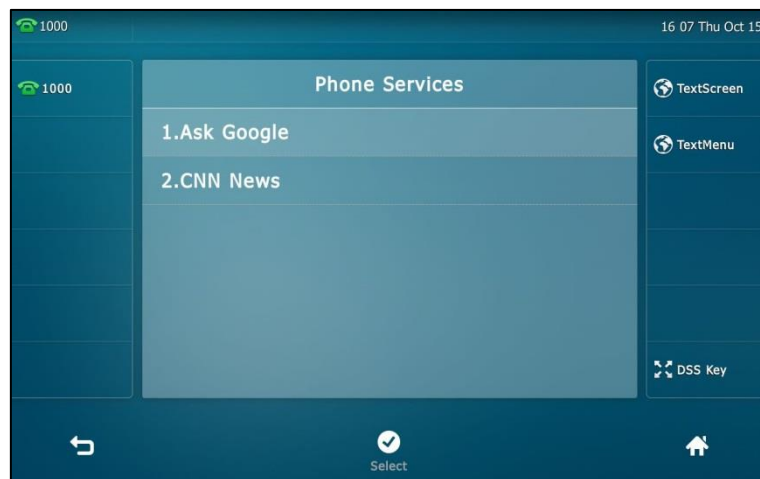 1000
16 07 Thu Oct 15
1000
Phone Services
TextScreen
1.Ask Google
TextMenu
2.CNN News
DSS Key
Select